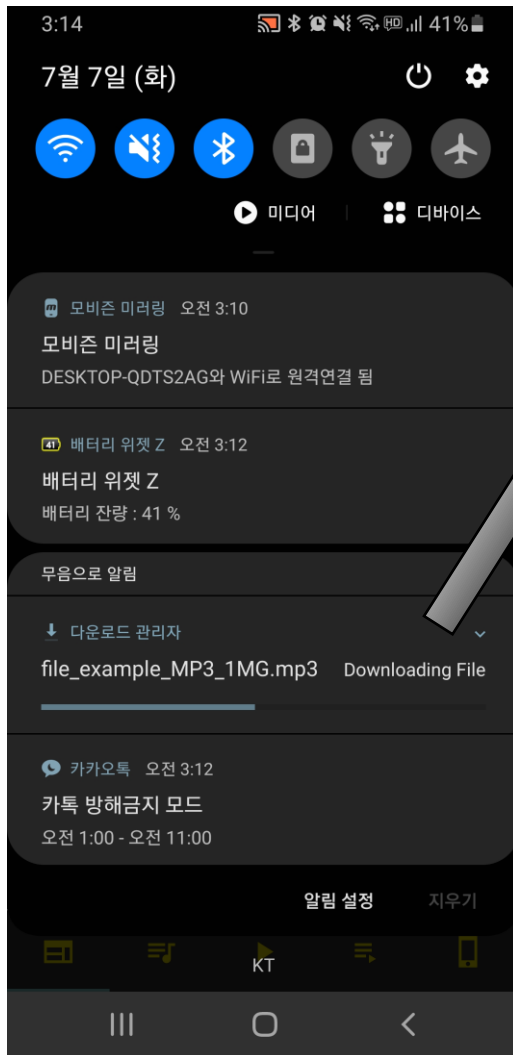 3:14 HD 41%
7월 7일 (화)
미디어 디바이스
모비즌 미러링 오전 3:10
모비즌 미러링
DESKTOP-QDTS2AG와 WiFi로 원격연결 됨
41 배터리 위젯 Z 오전 3:12
배터리 위젯 Z
배터리 잔량 : 41 %
무음으로 알림
다운로드 관리자
file_example_MP3_1MG.mp3 Downloading File
카카오톡 오전 3:12
카톡 방해금지 모드
오전 1:00 - 오전 11:00
알림 설정 지우기
KT